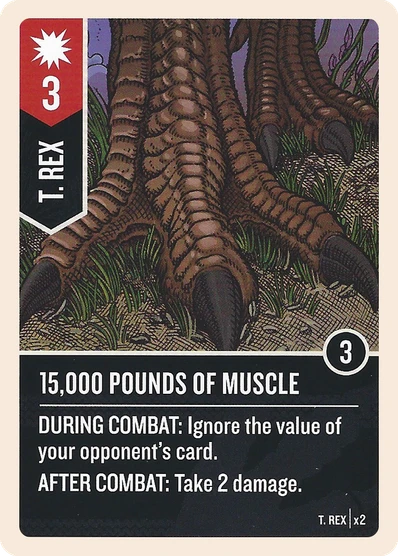 3
T. REX
3
15,000 POUNDS OF MUSCLE
DURING COMBAT: Ignore the value of
your opponent's card.
AFTER COMBAT: Take 2 damage.
T. REX | x2